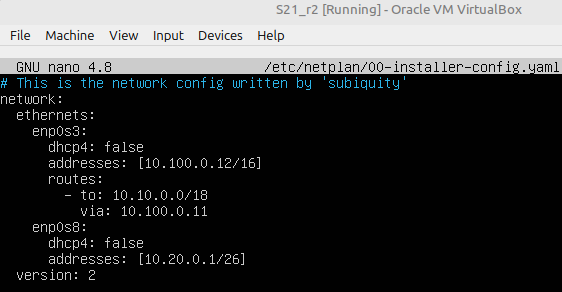 S21_r2 [Running] - Oracle VM VirtualBox
File Machine View Input Devices Help
GNU nano 4.8 /etc/netplan/00-installer-config.yaml
# This is the network config written by 'subiquity'
network:
  ethernets:
    enp0s3:
      dhcp4: false
      addresses: [10.100.0.12/16]
      routes:
        - to: 10.10.0.0/18
          via: 10.100.0.11
    enp0s8:
      dhcp4: false
      addresses: [10.20.0.1/26]
  version: 2